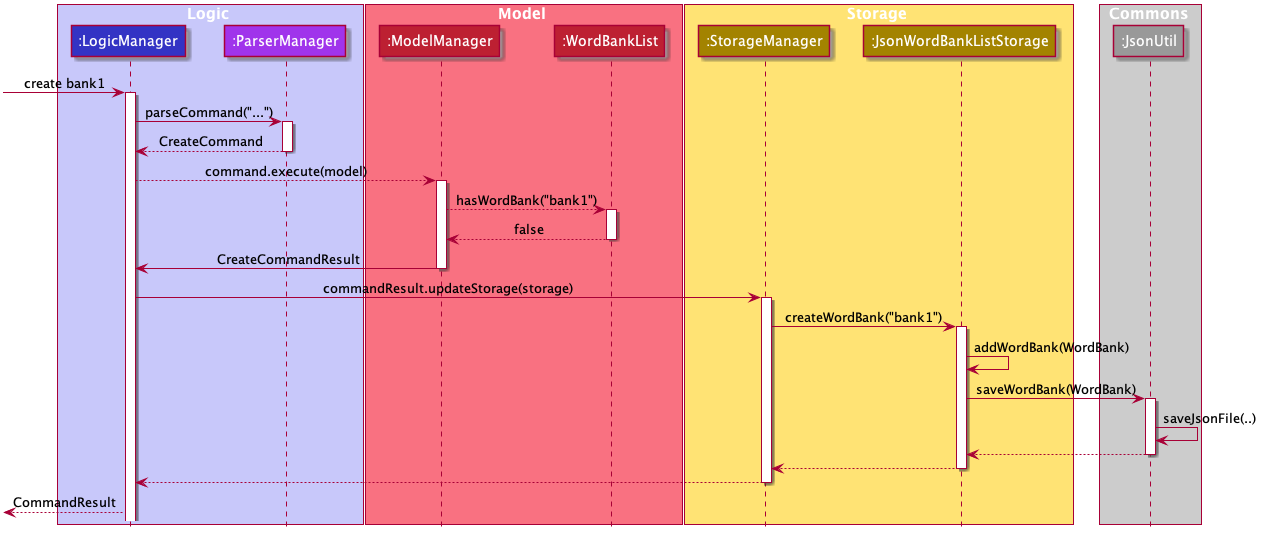 Logic
Model
Storage
Commons
:LogicManager
:ParserManager
:ModelManager
:WordBankList
:StorageManager
:JsonWordBankListStorage
:JsonUtil
create bank1
parseCommand("...")
CreateCommand
command.execute(model)
hasWordBank("bank1")
false
CreateCommandResult
commandResult.updateStorage(storage)
createWordBank("bank1")
addWordBank(WordBank)
saveWordBank(WordBank)
saveJsonFile(..)
CommandResult